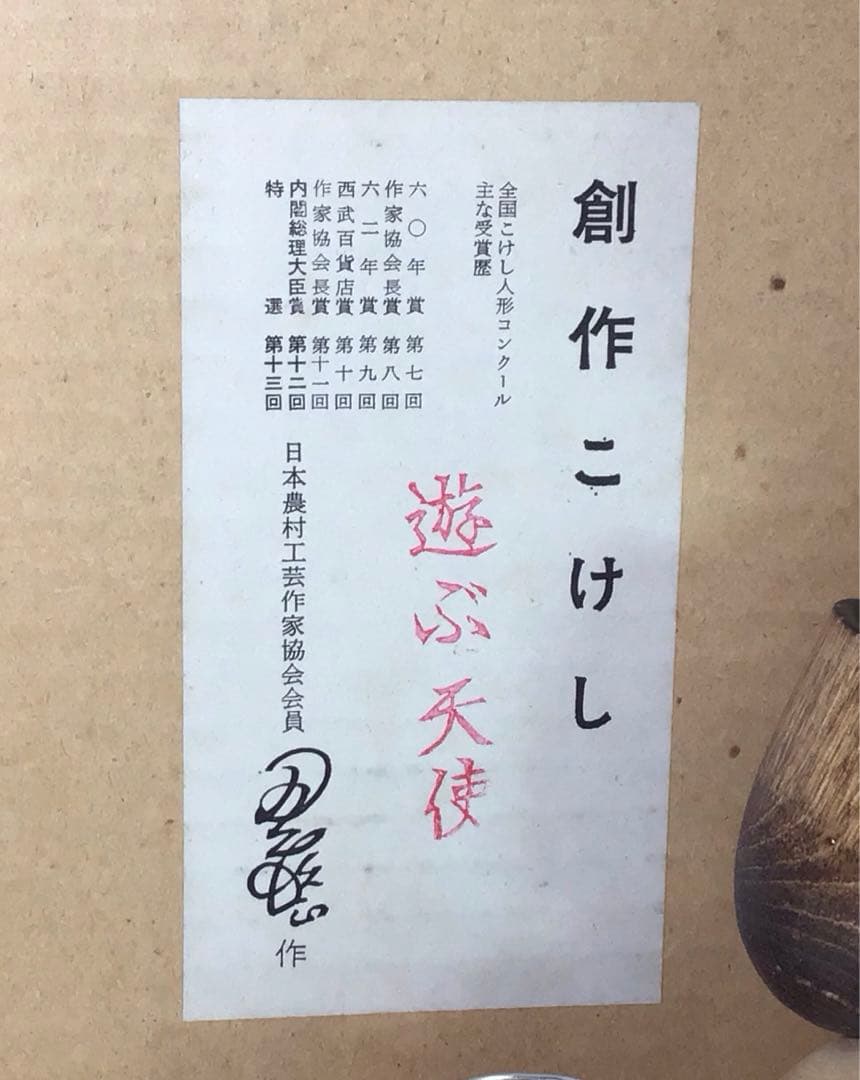 創作こけし
全国こけし人形コンクール
主な受賞歴
六〇年賞 第七回
作家協会長賞 第八回
六二年賞 第九回
西武百貨店賞 第十回
作家協会長賞 第十一回
内閣総理大臣賞 第十二回
特選 第十三回
遊ぶ天使
日本農村工芸作家協会会員
作